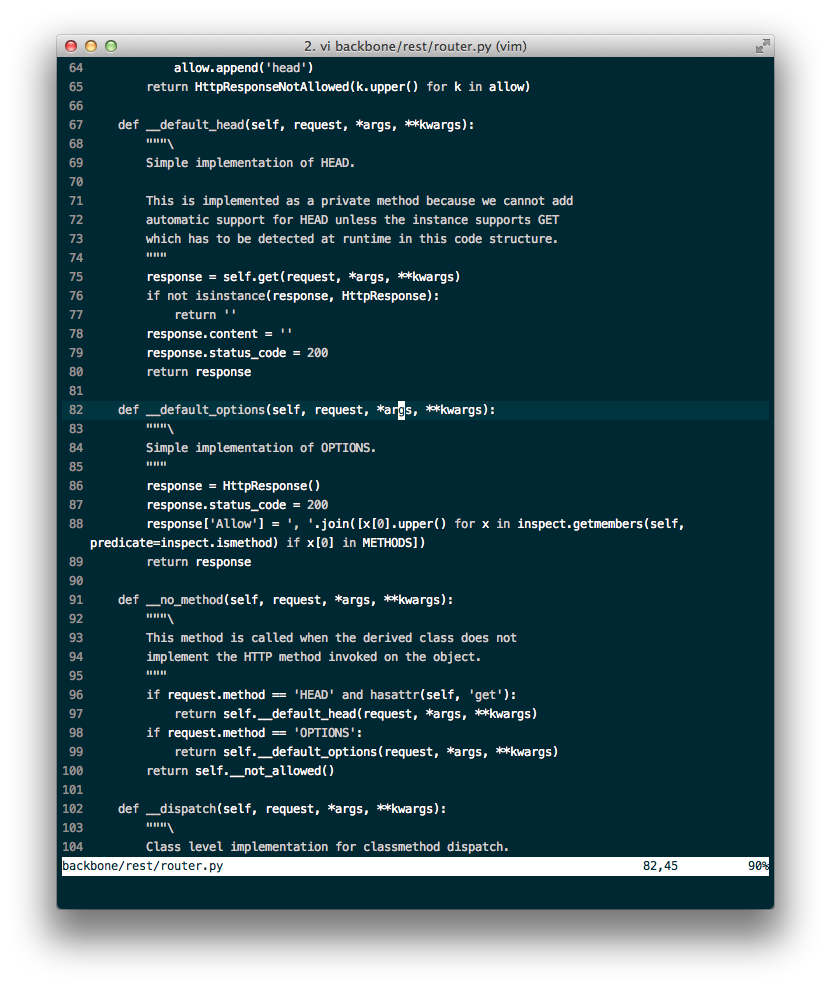 2. vi backbone/rest/router.py (vim)
64             allow.append('head')
65         return HttpResponseNotAllowed(k.upper() for k in allow)
66
67     def __default_head(self, request, *args, **kwargs):
68         """\
69         Simple implementation of HEAD.
70
71         This is implemented as a private method because we cannot add
72         automatic support for HEAD unless the instance supports GET
73         which has to be detected at runtime in this code structure.
74         """
75         response = self.get(request, *args, **kwargs)
76         if not isinstance(response, HttpResponse):
77             return ''
78         response.content = ''
79         response.status_code = 200
80         return response
81
82     def __default_options(self, request, *args, **kwargs):
83         """\
84         Simple implementation of OPTIONS.
85         """
86         response = HttpResponse()
87         response.status_code = 200
88         response['Allow'] = ', '.join([x[0].upper() for x in inspect.getmembers(self,
predicate=inspect.ismethod) if x[0] in METHODS])
89         return response
90
91     def __no_method(self, request, *args, **kwargs):
92         """\
93         This method is called when the derived class does not
94         implement the HTTP method invoked on the object.
95         """
96         if request.method == 'HEAD' and hasattr(self, 'get'):
97             return self.__default_head(request, *args, **kwargs)
98         if request.method == 'OPTIONS':
99             return self.__default_options(request, *args, **kwargs)
100         return self.__not_allowed()
101
102     def __dispatch(self, request, *args, **kwargs):
103         """\
104         Class level implementation for classmethod dispatch.
backbone/rest/router.py 82,45 90%